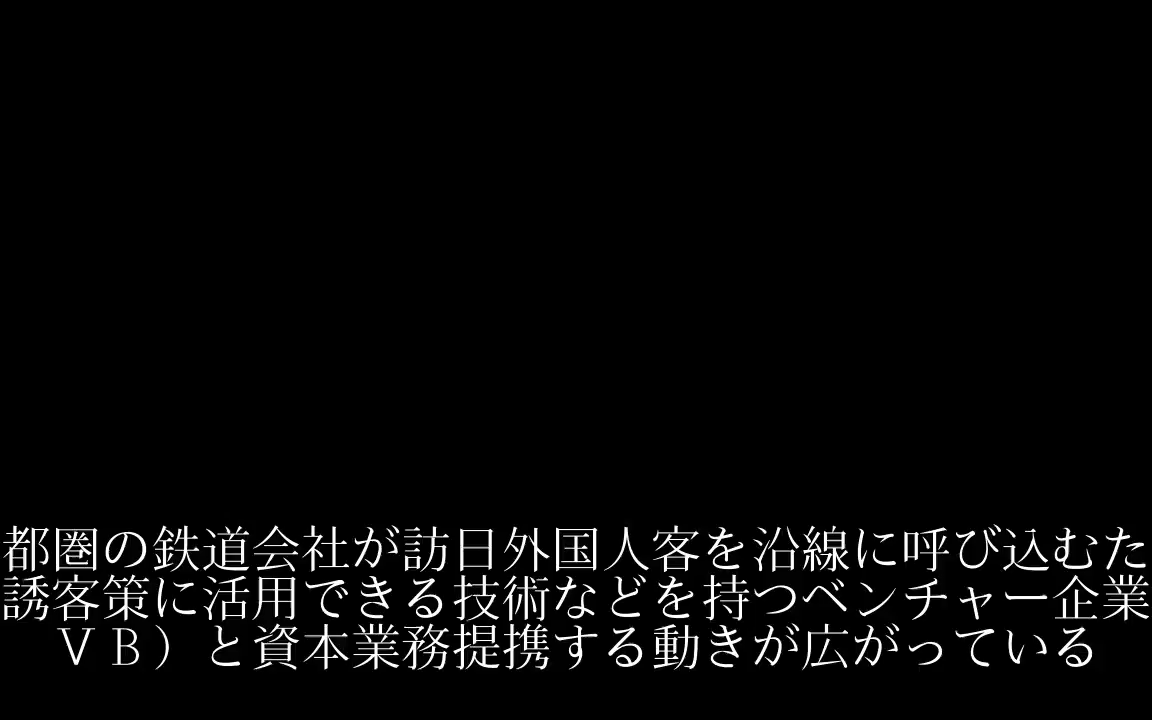 都圏の鉄道会社が訪日外国人客を沿線に呼び込むた
誘客策に活用できる技術などを持つベンチャー企業
ＶＢ）と資本業務提携する動きが広がっている